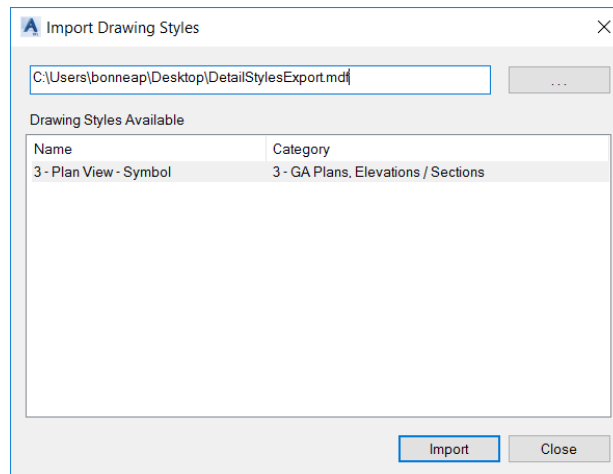 Import Drawing Styles
C:\Users\bonneap\Desktop\DetailStylesExport.mdf
...
Drawing Styles Available
Name Category
3 - Plan View - Symbol 3 - GA Plans, Elevations / Sections
Import Close